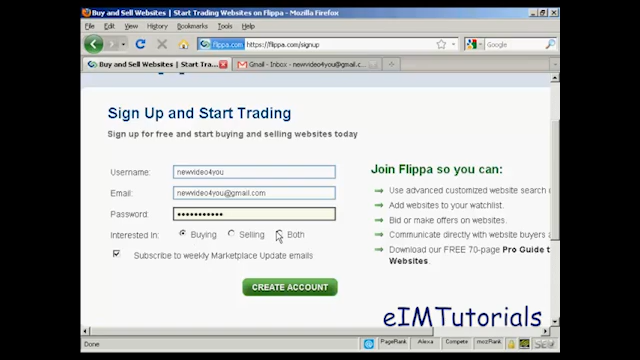 Buy and Sell Websites | Start Trading Websites on Flippa - Mozilla Firefox
File Edit View History Bookmarks Tools Help
flippa.com https://flippa.com/signup
Google
Buy and Sell Websites | Start Tra...
Gmail - Inbox - newvideo4you@gmail.c...
Sign Up and Start Trading
Sign up for free and start buying and selling websites today
Username: newvideo4you
Email: newvideo4you@gmail.com
Password: •••••••••••
Interested In: Buying Selling Both
Subscribe to weekly Marketplace Update emails
CREATE ACCOUNT
Join Flippa so you can:
Use advanced customized website search
Add websites to your watchlist.
Bid or make offers on websites.
Communicate directly with website buyers a
Download our FREE 70-page Pro Guide t
Websites.
eIMTutorials
Done
PageRank Alexa Compete mozRank